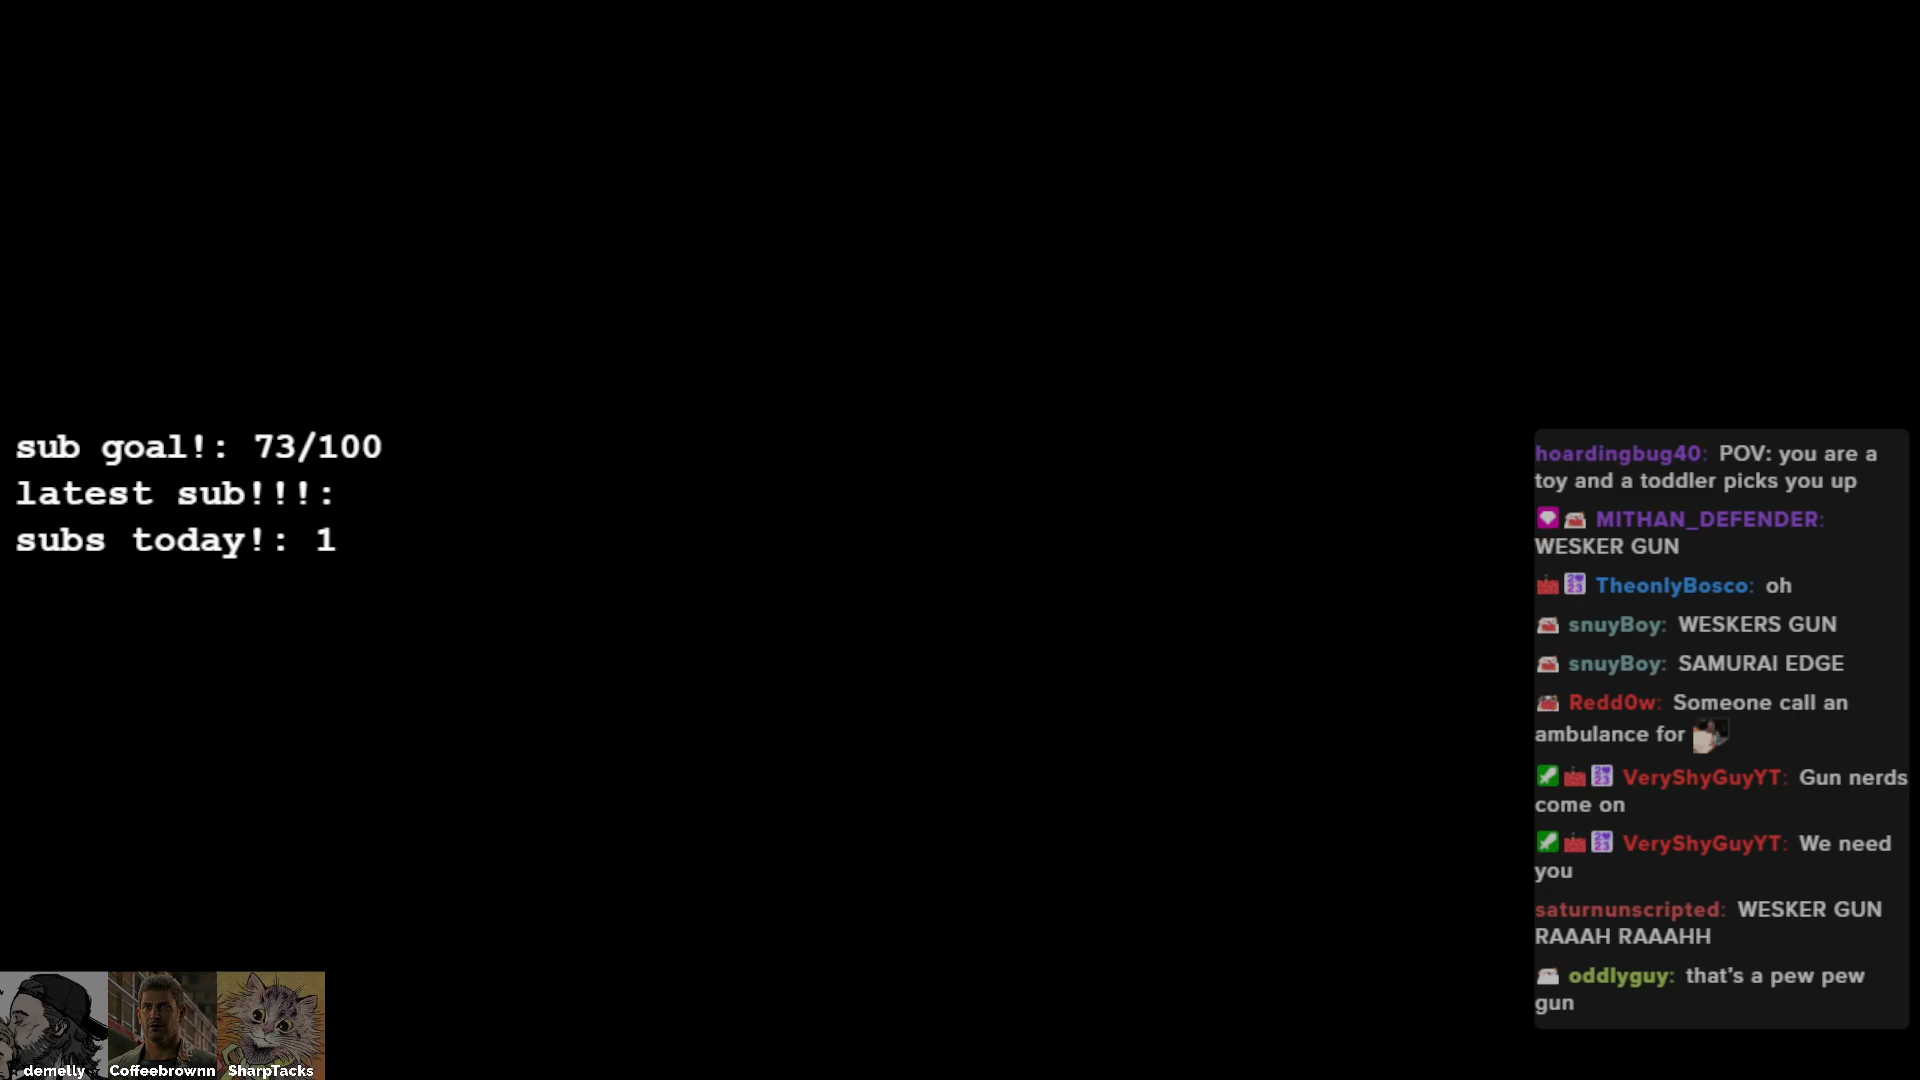 sub goal!: 73/100
latest sub!!!:
subs today!: 1
hoardingbug40: POV: you are a
toy and a toddler picks you up
MITHAN_DEFENDER:
WESKER GUN
TheonlyBosco: oh
snuyBoy: WESKERS GUN
snuyBoy: SAMURAI EDGE
Redd0w: Someone call an
ambulance for
VeryShyGuyYT: Gun nerds
come on
VeryShyGuyYT: We need
you
saturnunscripted: WESKER GUN
RAAAH RAAAHH
oddlyguy: that's a pew pew
gun
demelly Coffeebrownn SharpTacks